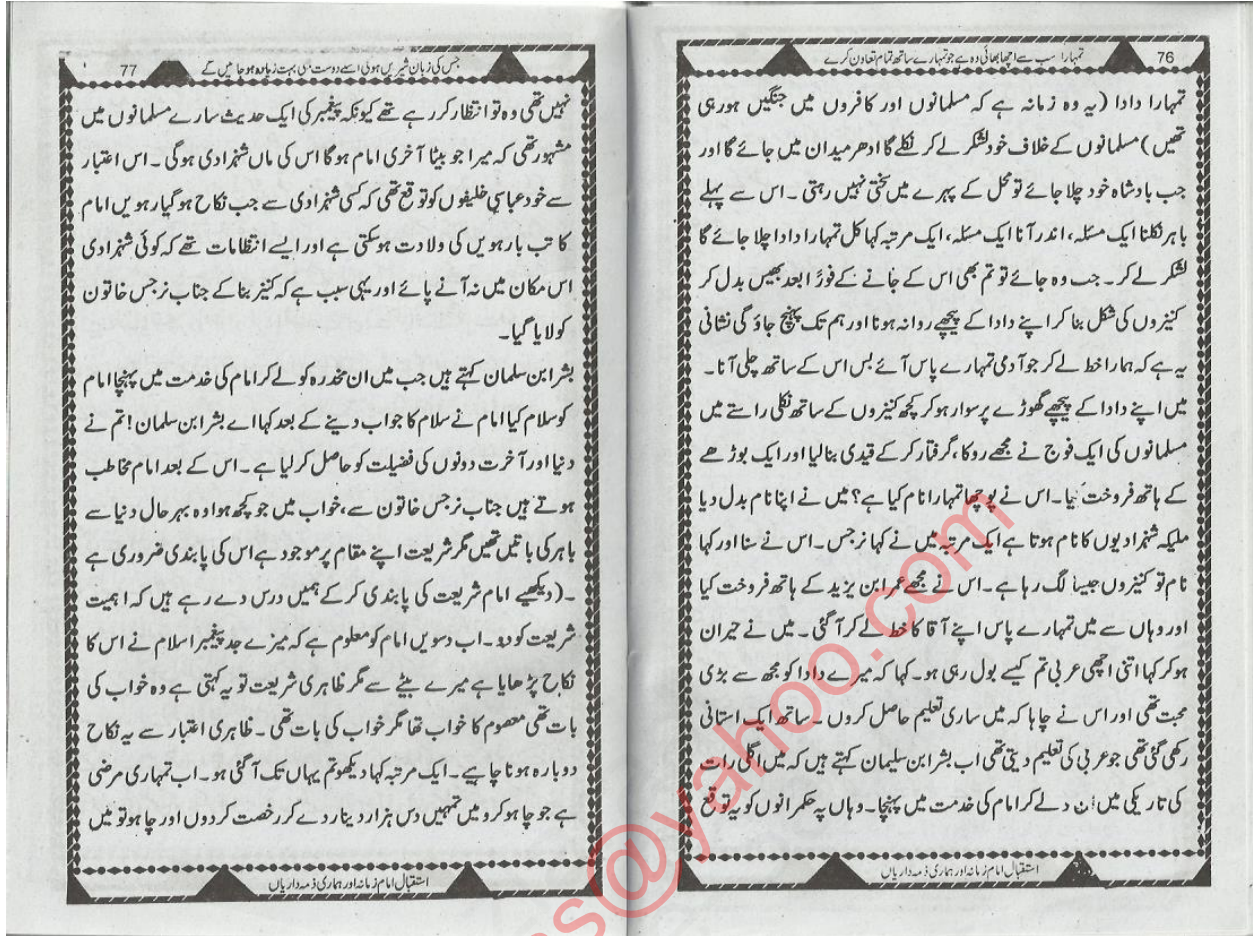 تمہارا سب سے اچھا بھائی وہ ہے جو تمہارے ساتھ تمام تعاون کرے
76
تمہارا دادا (یہ وہ زمانہ ہے کہ مسلمانوں اور کافروں میں جنگیں ہو رہی
تھیں) مسلمانوں کے خلاف خود لشکر لے کر نکلے گا ادھر میدان میں جائے گا اور
جب بادشاہ خود چلا جائے تو محل کے پہرے میں سختی نہیں رہتی ۔ اس سے پہلے
باہر نکلنا ایک مسئلہ، اندر آنا ایک مسئلہ، ایک مرتبہ کہا کل تمہارا دادا چلا جائے گا
لشکر لے کر ۔ جب وہ جائے تو تم بھی اس کے جانے کے فوراً بعد بھیس بدل کر
کنیزوں کی شکل بنا کر اپنے دادا کے پیچھے روانہ ہونا اور ہم تک پہنچ جاؤ گی نشانی
یہ ہے کہ ہمارا خط لے کر جو آدمی تمہارے پاس آئے بس اس کے ساتھ چلی آنا ۔
میں اپنے دادا کے پیچھے گھوڑے پر سوار ہو کر کچھ کنیزوں کے ساتھ نکلی راستے میں
مسلمانوں کی ایک فوج نے مجھے روکا، گرفتار کر کے قیدی بنا لیا اور ایک بوڑھے
کے ہاتھ فروخت کیا ۔ اس نے پوچھا تمہارا نام کیا ہے؟ میں نے اپنا نام بدل دیا
ملیکہ شہزادیوں کا نام ہوتا ہے ایک مرتبہ میں نے کہا نرجس ۔ اس نے سنا اور کہا
نام تو کنیزوں جیسا لگ رہا ہے ۔ اس نے مجھے عمر ابن یزید کے ہاتھ فروخت کیا
اور وہاں سے میں تمہارے پاس اپنے آقا کا خط لے کر آ گئی ۔ میں نے حیران
ہو کر کہا اتنی اچھی عربی تم کیسے بول رہی ہو ۔ کہا کہ میرے دادا کو مجھ سے بڑی
محبت تھی اور اس نے چاہا کہ میں ساری تعلیم حاصل کروں ۔ ساتھ ایک استانی
رکھی گئی تھی جو عربی کی تعلیم دیتی تھی اب بشر ابن سلیمان کہتے ہیں کہ میں اگلی رات
کی تاریکی میں ان کو لے کر امام کی خدمت میں پہنچا ۔ وہاں پہ حکمرانوں کو یہ توقع
استقبال امام زمانہ اور ہماری ذمہ داریاں
جس کی زبان شیریں ہوئی اسے دوست بھی بہت زیادہ ہو جائیں گے
77
نہیں تھی وہ تو انتظار کر رہے تھے کیونکہ پیغمبر کی ایک حدیث سارے مسلمانوں میں
مشہور تھی کہ میرا جو بیٹا آخری امام ہوگا اس کی ماں شہزادی ہوگی ۔ اس اعتبار
سے خود عباسی خلیفوں کو توقع تھی کہ کسی شہزادی سے جب نکاح ہو گیارہویں امام
کا تب بارہویں کی ولادت ہو سکتی ہے اور ایسے انتظامات تھے کہ کوئی شہزادی
اس مکان میں نہ آنے پائے اور یہی سبب ہے کہ کنیز بنا کے جناب نرجس خاتون
کو لایا گیا ۔
بشر ابن سلمان کہتے ہیں جب میں ان مخدرہ کو لے کر امام کی خدمت میں پہنچا امام
کو سلام کیا امام نے سلام کا جواب دینے کے بعد کہا اے بشر ابن سلمان! تم نے
دنیا اور آخرت دونوں کی فضیلت کو حاصل کر لیا ہے ۔ اس کے بعد امام مخاطب
ہوتے ہیں جناب نرجس خاتون سے، خواب میں جو کچھ ہوا وہ بہرحال دنیا سے
باہر کی باتیں تھیں مگر شریعت اپنے مقام پر موجود ہے اس کی پابندی ضروری ہے
۔(دیکھیے امام شریعت کی پابندی کر کے ہمیں درس دے رہے ہیں کہ اہمیت
شریعت کو دو ۔ اب دسویں امام کو معلوم ہے کہ میرے جد پیغمبر اسلام نے اس کا
نکاح پڑھایا ہے میرے بیٹے سے مگر ظاہری شریعت تو یہ کہتی ہے وہ خواب کی
بات تھی معصوم کا خواب تھا مگر خواب کی بات تھی ۔ ظاہری اعتبار سے یہ نکاح
دوبارہ ہونا چاہیے ۔ ایک مرتبہ کہا دیکھو تم یہاں تک آ گئی ہو ۔ اب تمہاری مرضی
ہے جو چاہو کرو میں تمہیں دس ہزار دینار دے کر رخصت کر دوں اور چاہو تو میں
استقبال امام زمانہ اور ہماری ذمہ داریاں
s@yahoo.com